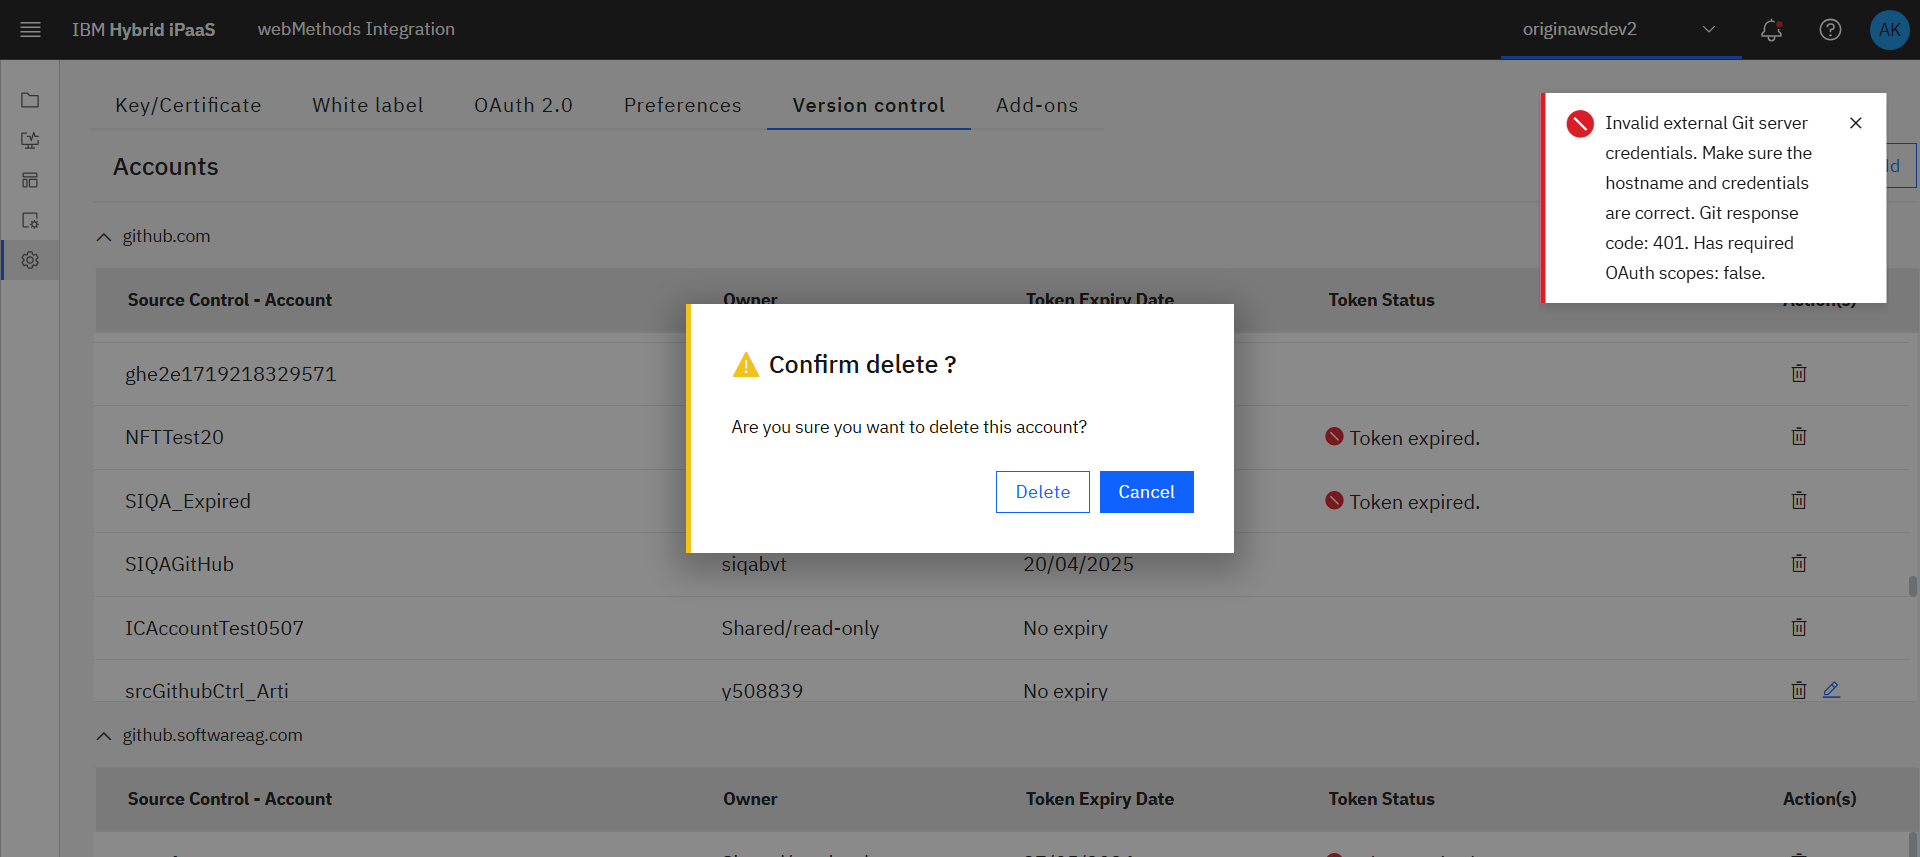 IBM Hybrid iPaaS webMethods Integration originawsdev2 AK
Key/Certificate White label OAuth 2.0 Preferences Version control Add-ons
Accounts
Invalid external Git server
credentials. Make sure the
hostname and credentials
are correct. Git response
code: 401. Has required
OAuth scopes: false.
github.com
Source Control - Account Owner Token Expiry Date Token Status Action(s)
ghe2e1719218329571
NFTTest20 Token expired.
SIQA_Expired Token expired.
Confirm delete ?
Are you sure you want to delete this account?
Delete Cancel
SIQAGitHub siqabvt 20/04/2025
ICAccountTest0507 Shared/read-only No expiry
srcGithubCtrl_Arti y508839 No expiry
github.softwareag.com
Source Control - Account Owner Token Expiry Date Token Status Action(s)